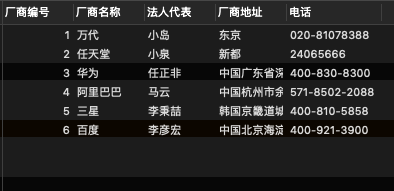 厂商编号 厂商名称 法人代表 厂商地址 电话
1 万代 小岛 东京 020-81078388
2 任天堂 小泉 新都 24065666
3 华为 任正非 中国广东省深 400-830-8300
4 阿里巴巴 马云 中国杭州市余 571-8502-2088
5 三星 李秉喆 韩国京畿道城 400-810-5858
6 百度 李彦宏 中国北京海淀 400-921-3900